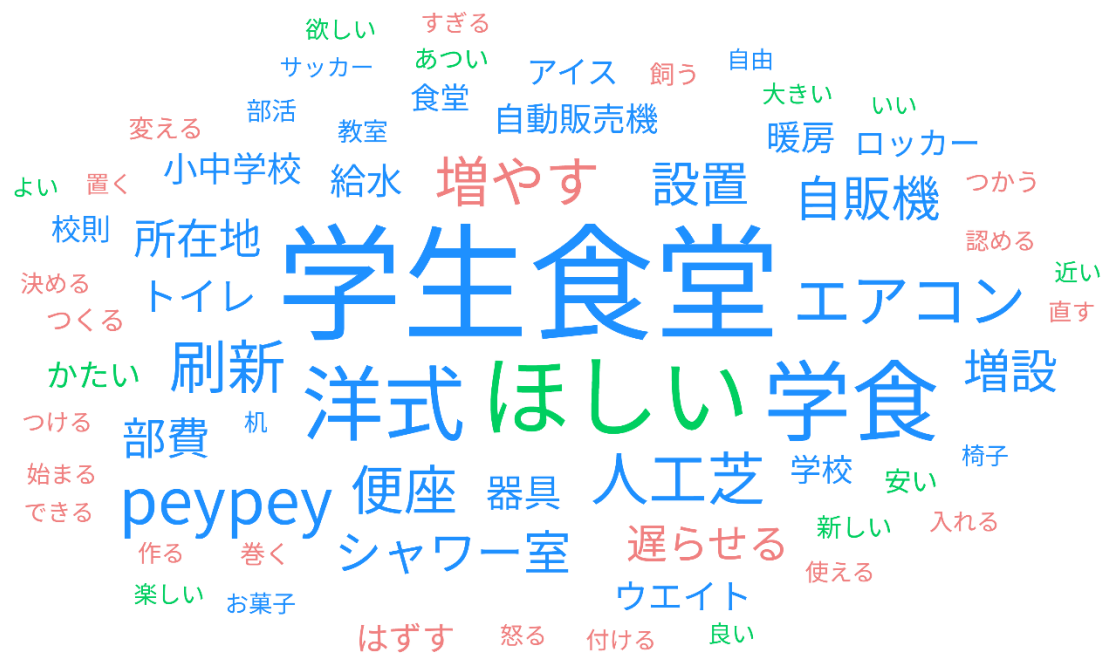 すぎる
欲しい
あつい
サッカー
アイス
飼う
自由
食堂
大きい
いい
部活
自動販売機
変える
教室
暖房
ロッカー
小中学校
給水
増やす
設置
自販機
つかう
よい
置く
校則
所在地
学生食堂
認める
決める
トイレ
エアコン
近い
直す
つくる
かたい
刷新
洋式
ほしい
学食
増設
つける
部費
机
椅子
始まる
peypey
便座
器具
人工芝
学校
安い
できる
新しい
入れる
作る
巻く
シャワー室
遅らせる
使える
楽しい
お菓子
ウエイト
はずす
怒る
付ける
良い